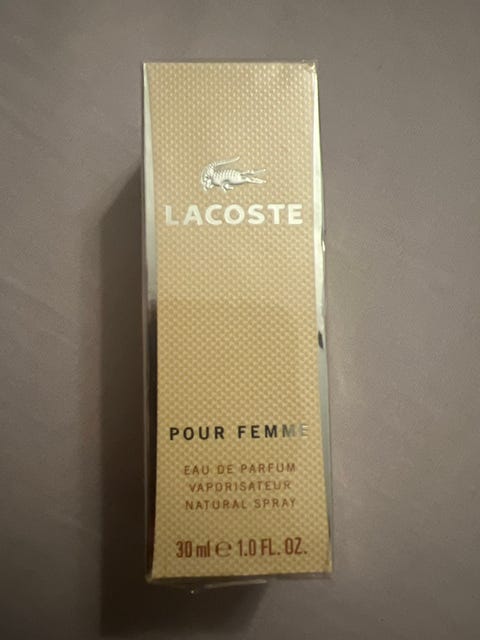 LACOSTE
POUR FEMME
EAU DE PARFUM
VAPORISATEUR
NATURAL SPRAY
30 ml ℮ 1.0 FL. OZ.